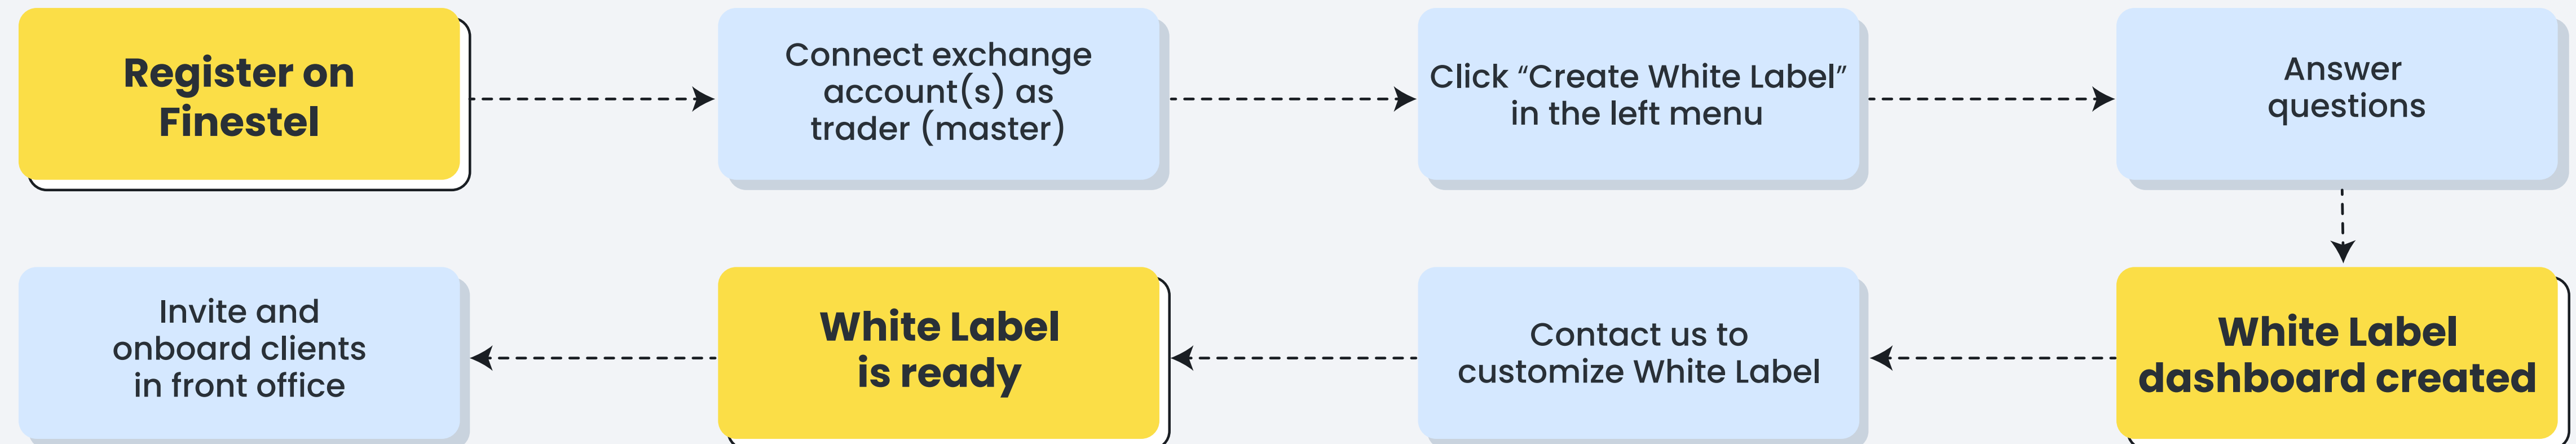 Register on
Finestel
Connect exchange
account(s) as
trader (master)
Click “Create White Label”
in the left menu
Answer
questions
White Label
dashboard created
Contact us to
customize White Label
White Label
is ready
Invite and
onboard clients
in front office